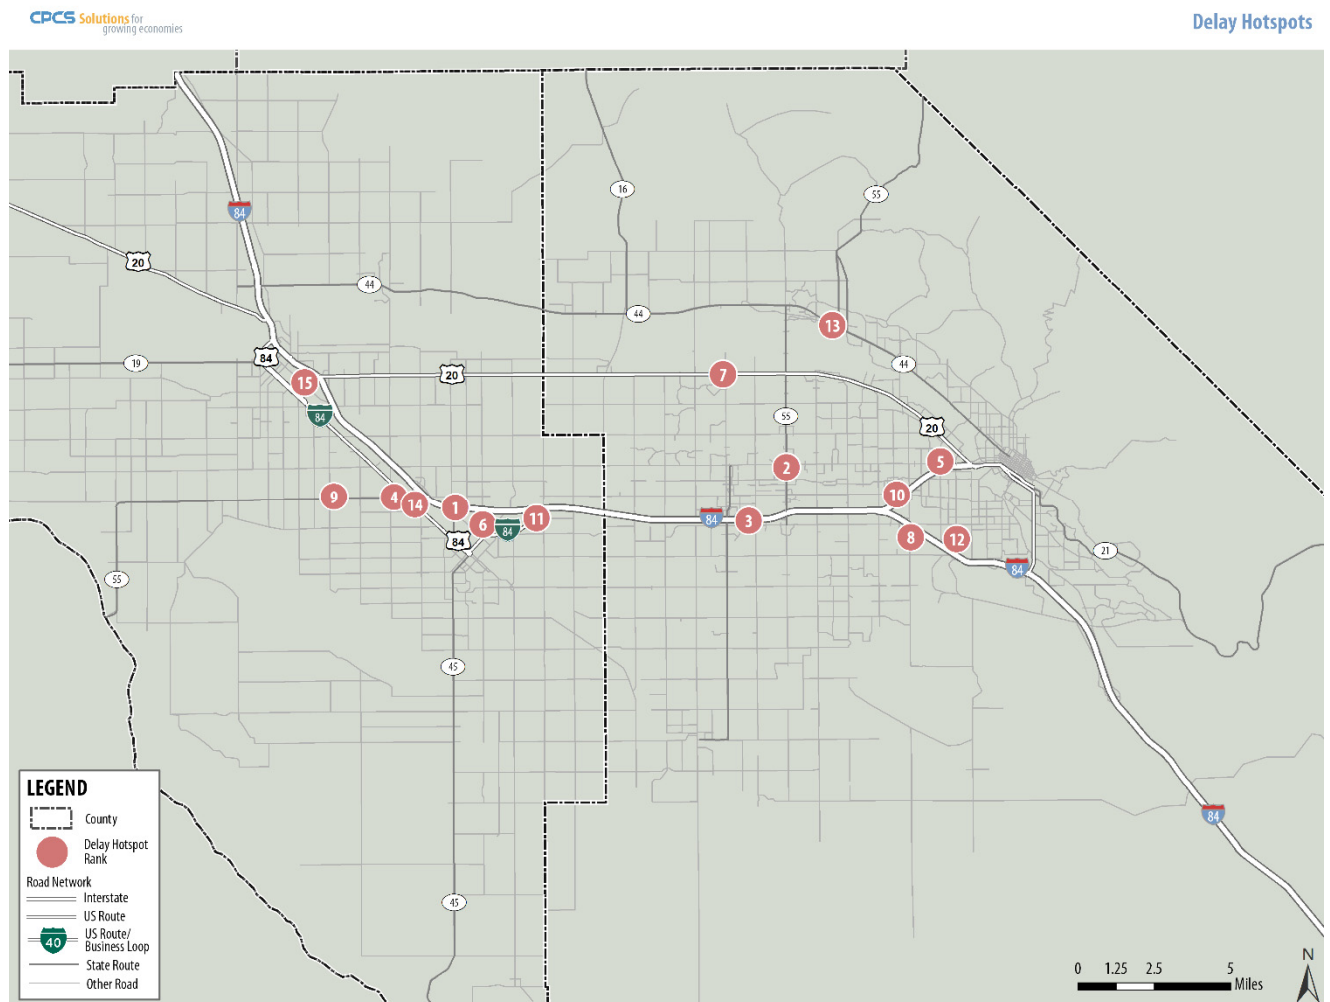 CPCS Solutions for
growing economies
Delay Hotspots
16
55
84
20
44
44
13
84
19
15
20
7
44
84
55
20
2
5
9
4
14
1
10
6
11
84
3
84
84
8
12
55
84
21
45
84
45
LEGEND
County
Delay Hotspot
Rank
Road Network
Interstate
US Route
40
US Route/
Business Loop
State Route
Other Road
N
0 1.25 2.5 5
Miles